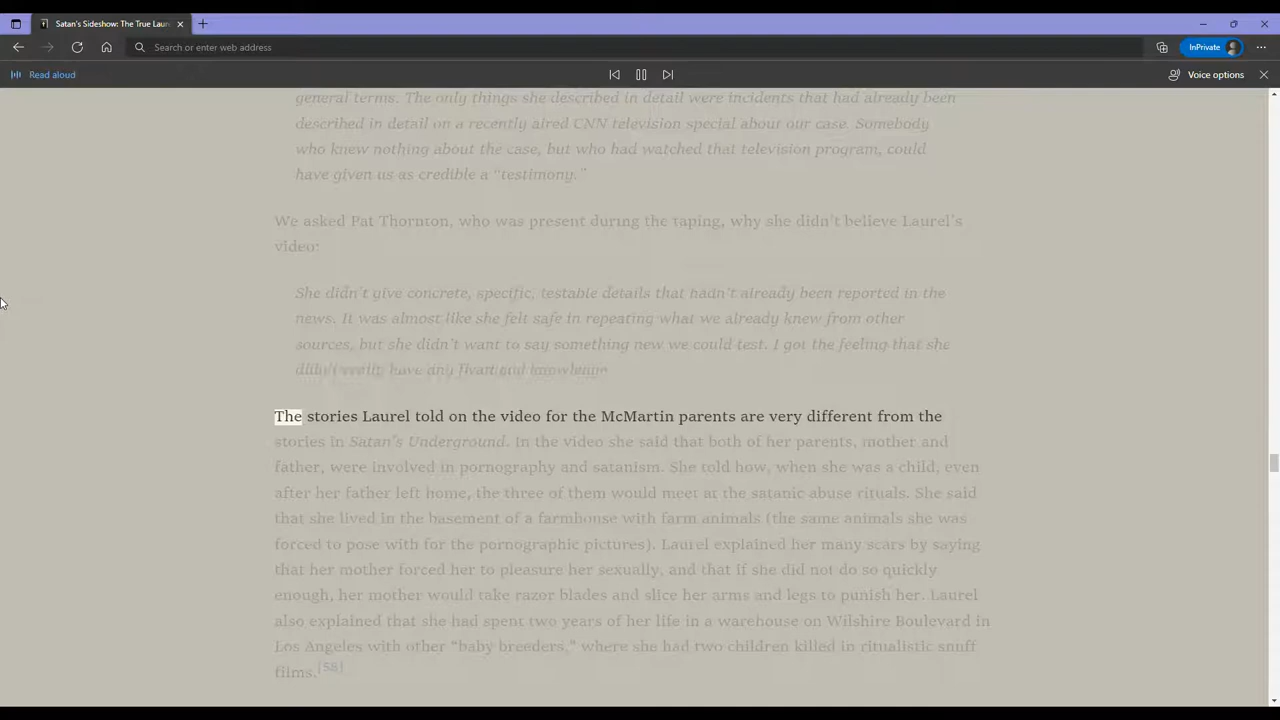 Satan's Sideshow: The True Laur
Search or enter web address
InPrivate
Read aloud
Voice options
general terms. The only things she described in detail were incidents that had already been
described in detail on a recently aired CNN television special about our case. Somebody
who knew nothing about the case, but who had watched that television program, could
have given us as credible a “testimony.”
We asked Pat Thornton, who was present during the taping, why she didn't believe Laurel's
video:
She didn't give concrete, specific, testable details that hadn't already been reported in the
news. It was almost like she felt safe in repeating what we already knew from other
sources, but she didn't want to say something new we could test. I got the feeling that she
didn't really have any firsthand knowledge
The stories Laurel told on the video for the McMartin parents are very different from the
stories in Satan's Underground. In the video she said that both of her parents, mother and
father, were involved in pornography and satanism. She told how, when she was a child, even
after her father left home, the three of them would meet at the satanic abuse rituals. She said
that she lived in the basement of a farmhouse with farm animals (the same animals she was
forced to pose with for the pornographic pictures). Laurel explained her many scars by saying
that her mother forced her to pleasure her sexually, and that if she did not do so quickly
enough, her mother would take razor blades and slice her arms and legs to punish her. Laurel
also explained that she had spent two years of her life in a warehouse on Wilshire Boulevard in
Los Angeles with other “baby breeders,” where she had two children killed in ritualistic snuff
films.[58]